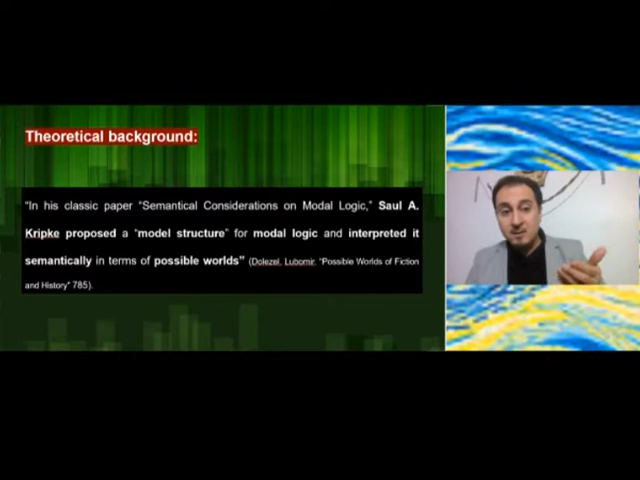 Theoretical background:
"In his classic paper "Semantical Considerations on Modal Logic," Saul A.
Kripke proposed a "model structure" for modal logic and interpreted it
semantically in terms of possible worlds" (Dolezel, Lubomir. "Possible Worlds of Fiction
and History" 785).